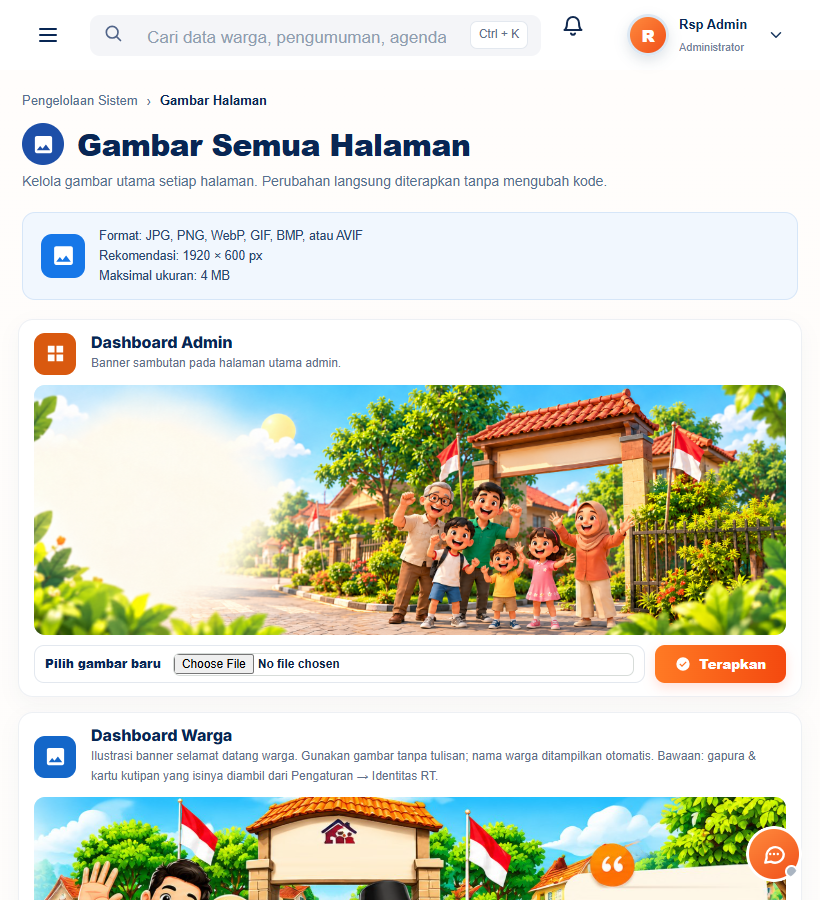 Cari data warga, pengumuman, agenda
Ctrl + K
R
Rsp Admin
Administrator
Pengelolaan Sistem › Gambar Halaman
Gambar Semua Halaman
Kelola gambar utama setiap halaman. Perubahan langsung diterapkan tanpa mengubah kode.
Format: JPG, PNG, WebP, GIF, BMP, atau AVIF
Rekomendasi: 1920 × 600 px
Maksimal ukuran: 4 MB
Dashboard Admin
Banner sambutan pada halaman utama admin.
Pilih gambar baru Choose File No file chosen
Terapkan
Dashboard Warga
Ilustrasi banner selamat datang warga. Gunakan gambar tanpa tulisan; nama warga ditampilkan otomatis. Bawaan: gapura &
kartu kutipan yang isinya diambil dari Pengaturan → Identitas RT.